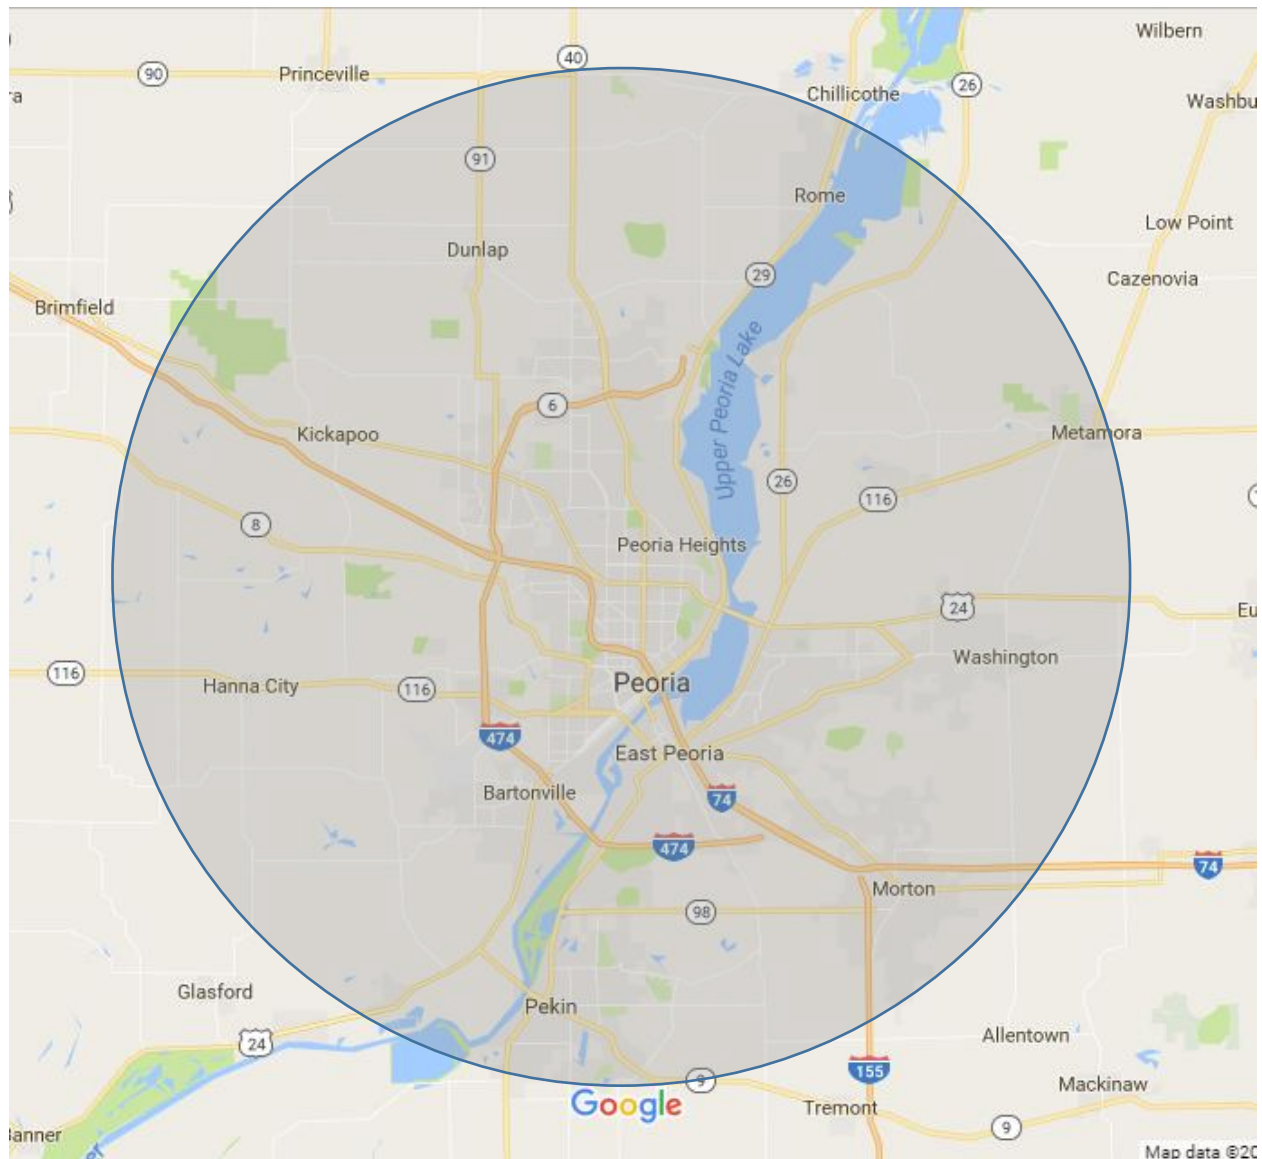 Wilbern
40
90
Princeville
26
Chillicothe
Washbu
91
Rome
Low Point
Dunlap
29
Cazenovia
Brimfield
Upper Peoria Lake
6
Kickapoo
Metamora
26
116
8
Peoria Heights
24
Eu
Washington
116
Hanna City
116
Peoria
474
East Peoria
Bartonville
74
474
74
Morton
98
Glasford
Pekin
Allentown
24
155
9
Mackinaw
Google
Tremont
9
Banner
Map data ©20